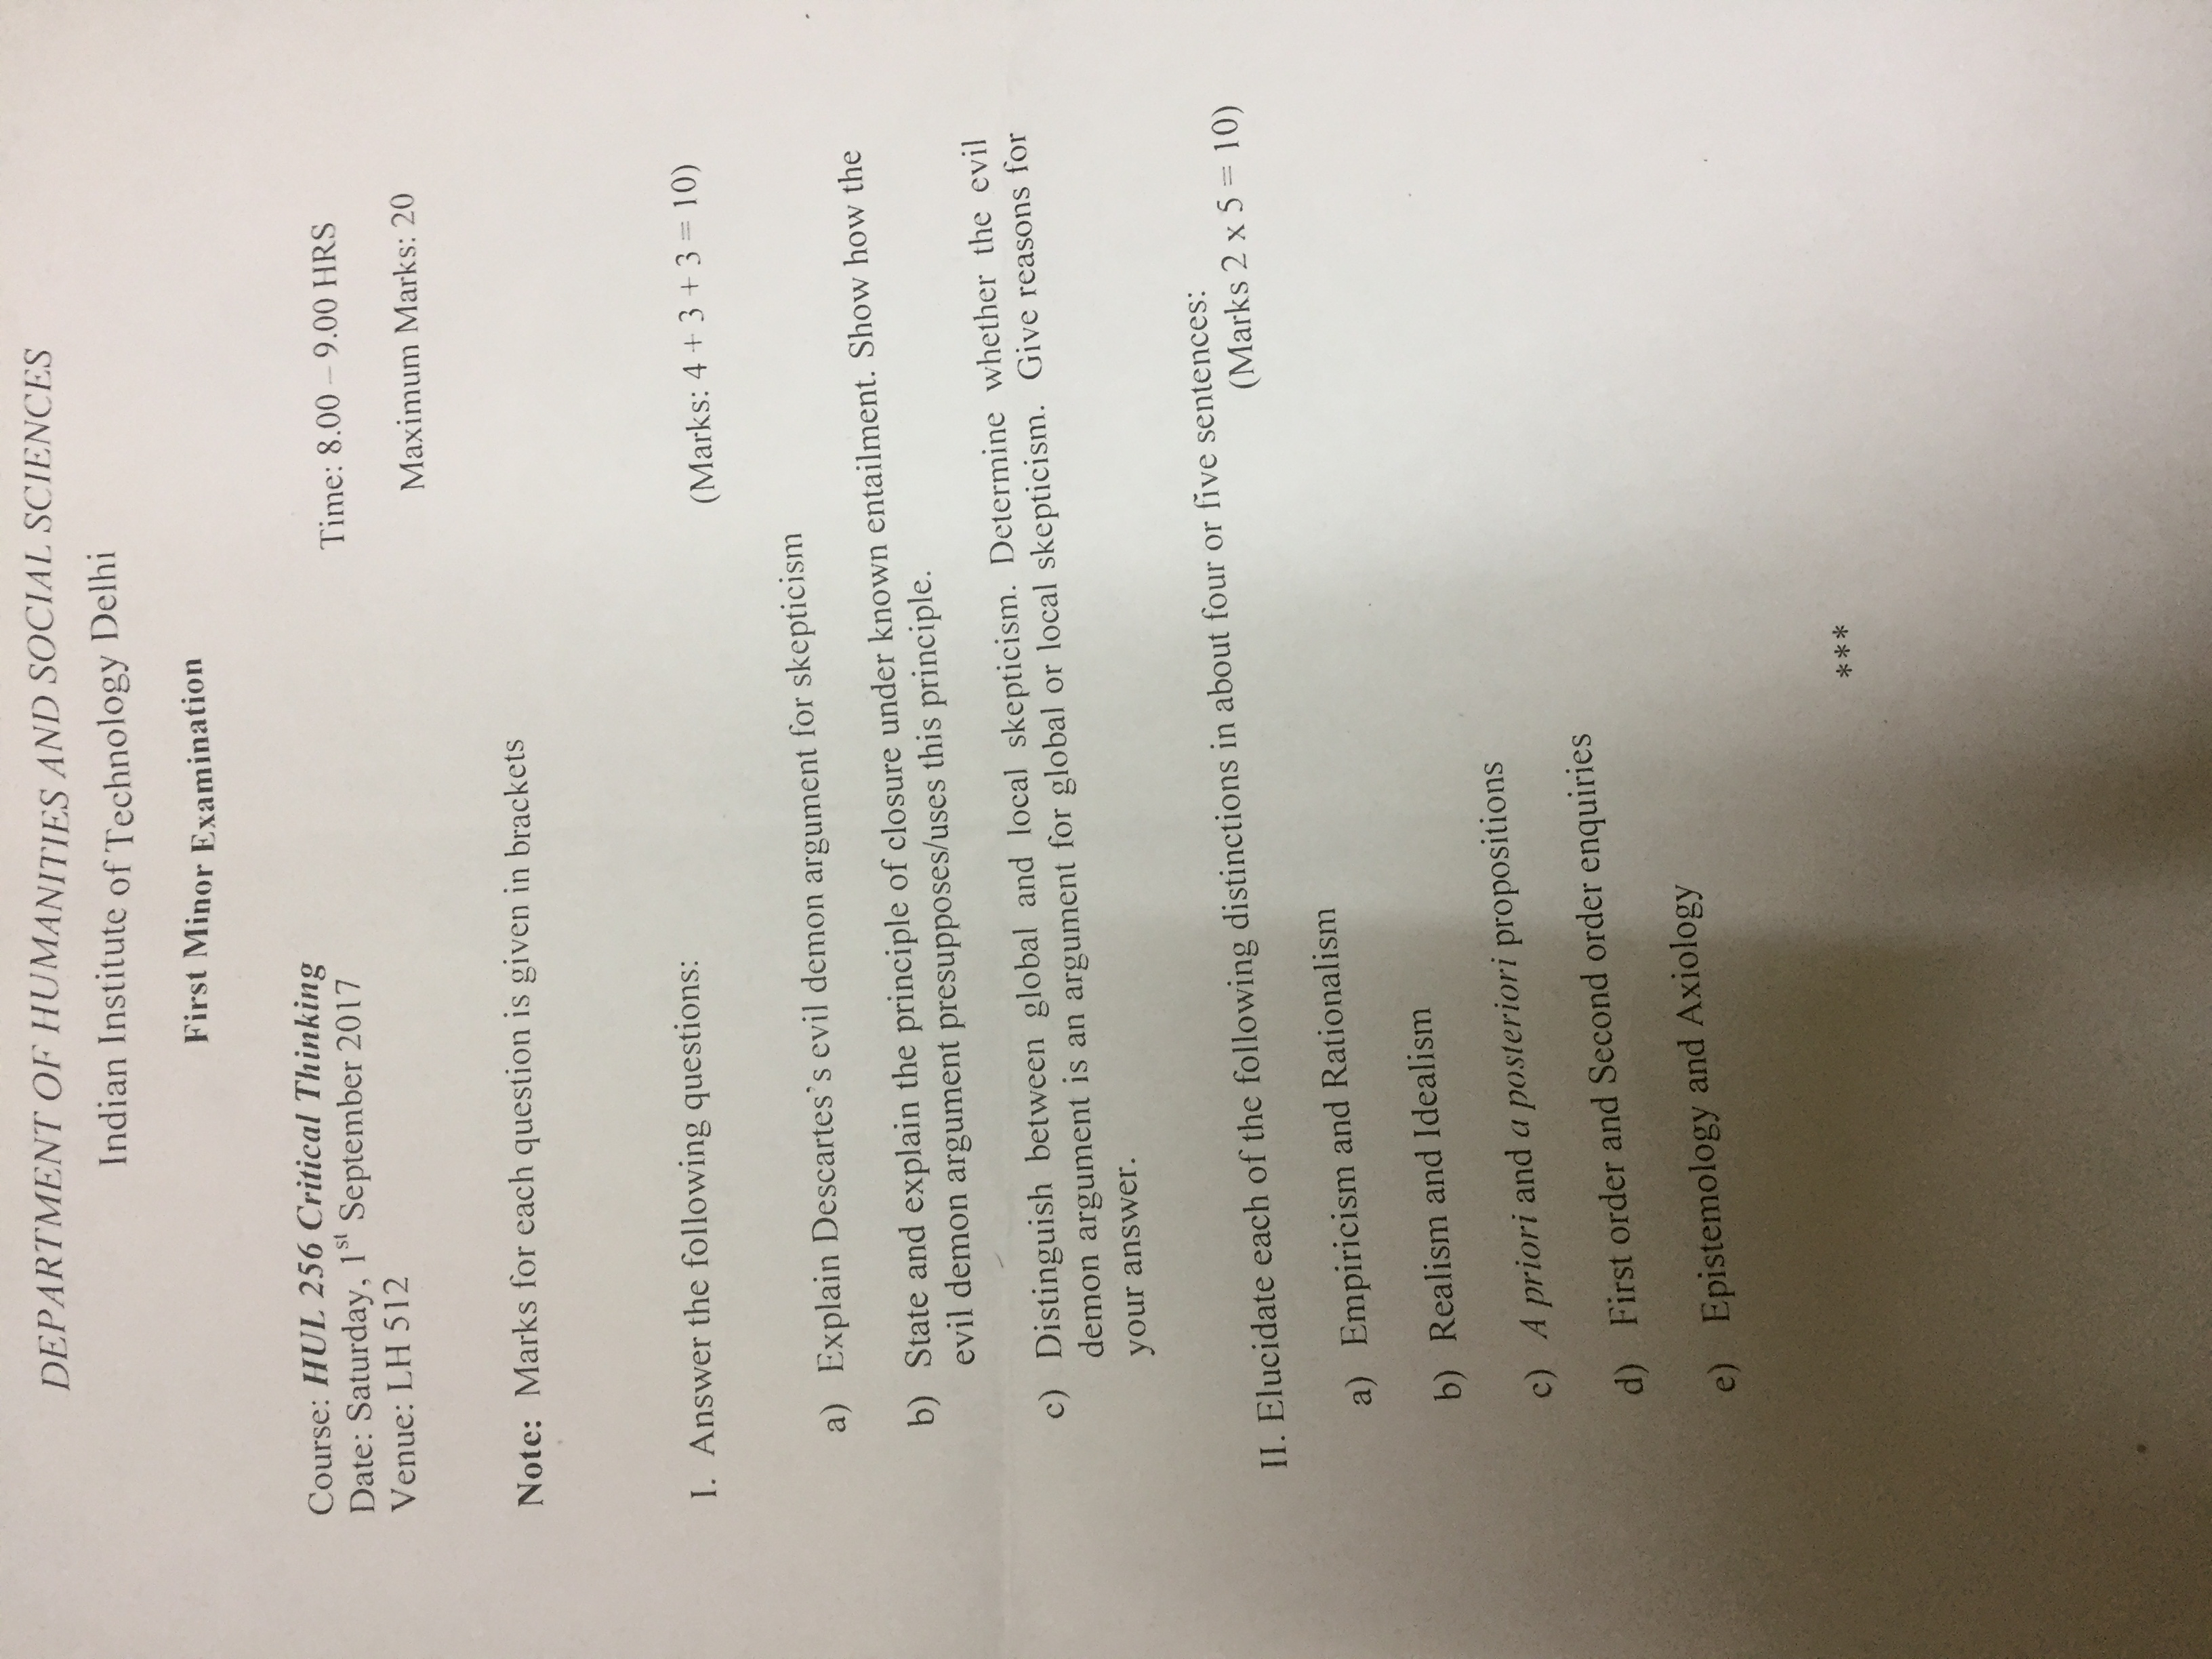 DEPARTMENT OF HUMANITIES AND SOCIAL SCIENCES
Indian Institute of Technology Delhi
First Minor Examination
Course: HUL 256 Critical Thinking
Time: 8.00 – 9.00 HRS
Date: Saturday, 1st September 2017
Venue: LH 512
Maximum Marks: 20
Note: Marks for each question is given in brackets
I. Answer the following questions:
(Marks: 4 + 3 + 3 = 10)
a) Explain Descartes's evil demon argument for skepticism
b) State and explain the principle of closure under known entailment. Show how the
evil demon argument presupposes/uses this principle.
c) Distinguish between global and local skepticism. Determine whether the evil
demon argument is an argument for global or local skepticism. Give reasons for
your answer.
II. Elucidate each of the following distinctions in about four or five sentences:
(Marks 2 x 5 = 10)
a) Empiricism and Rationalism
b) Realism and Idealism
c) A priori and a posteriori propositions
d) First order and Second order enquiries
e) Epistemology and Axiology
***